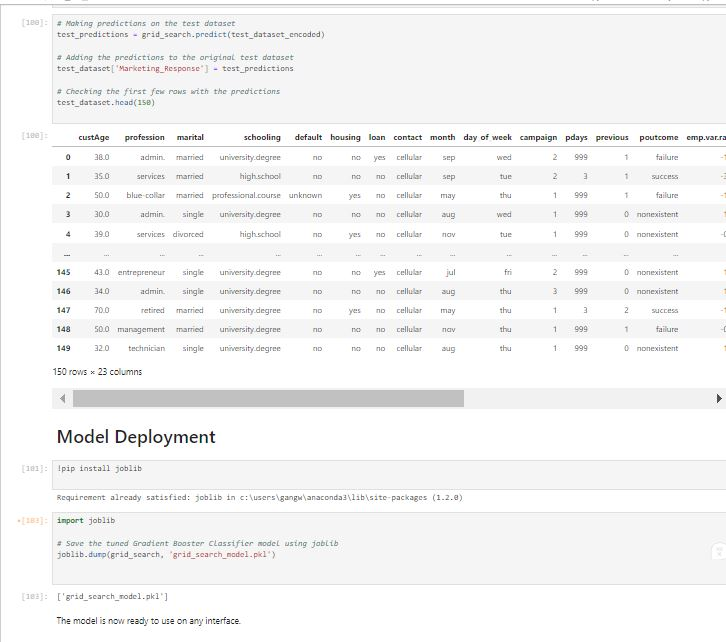 [100]:
# Making predictions on the test dataset
test_predictions = grid_search.predict(test_dataset_encoded)
# Adding the predictions to the original test dataset
test_dataset['Marketing_Response'] = test_predictions
# Checking the first few rows with the predictions
test_dataset.head(150)
[100]:
custAge profession marital schooling default housing loan contact month day_of_week campaign pdays previous poutcome emp.var.ra
0 38.0 admin. married university.degree no no yes cellular sep wed 2 999 1 failure -1
1 35.0 services married high.school no no no cellular sep tue 2 3 1 success
2 50.0 blue-collar married professional.course unknown yes no cellular may thu 1 999 1 failure -1
3 30.0 admin. single university.degree no no no cellular aug wed 1 999 0 nonexistent 1
4 39.0 services divorced high.school no yes no cellular nov tue 1 999 0 nonexistent -0
... ... ... ... ... ... ... ... ... ... ... ... ... ... ...
145 43.0 entrepreneur single university.degree no no yes cellular jul fri 2 999 0 nonexistent 1
146 34.0 admin. single university.degree no no no cellular aug thu 3 999 0 nonexistent 1
147 70.0 retired married university.degree no yes no cellular may thu 1 3 2 success -1
148 50.0 management married university.degree no no no cellular nov thu 1 999 1 failure -0
149 32.0 technician single university.degree no no no cellular aug thu 1 999 0 nonexistent 1
150 rows × 23 columns
Model Deployment
[101]:
!pip install joblib
Requirement already satisfied: joblib in c:\users\gangw\anaconda3\lib\site-packages (1.2.0)
[103]:
import joblib
# Save the tuned Gradient Booster Classifier model using joblib
joblib.dump(grid_search, 'grid_search_model.pkl')
[103]:
['grid_search_model.pkl']
The model is now ready to use on any interface.